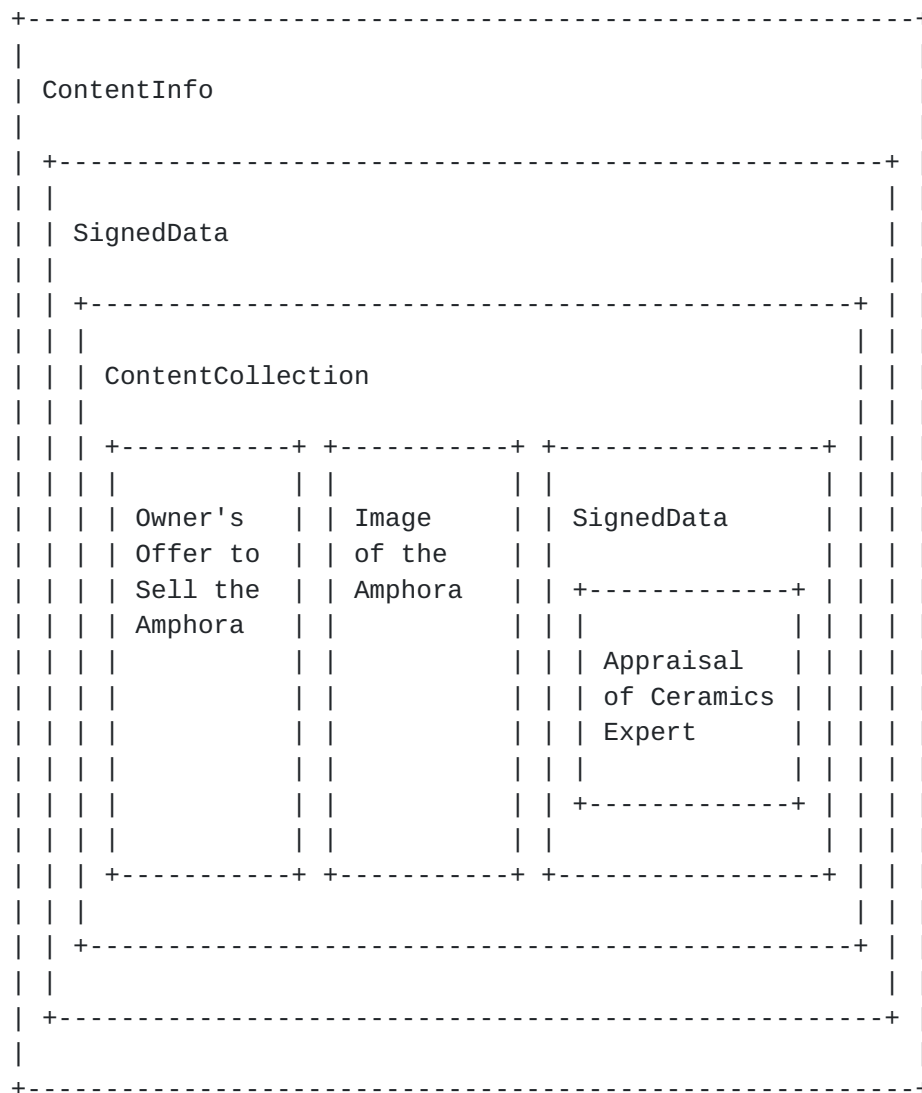 ContentInfo
SignedData
ContentCollection
Owner's
Offer to
Sell the
Amphora
Image
of the
Amphora
SignedData
Appraisal
of Ceramics
Expert